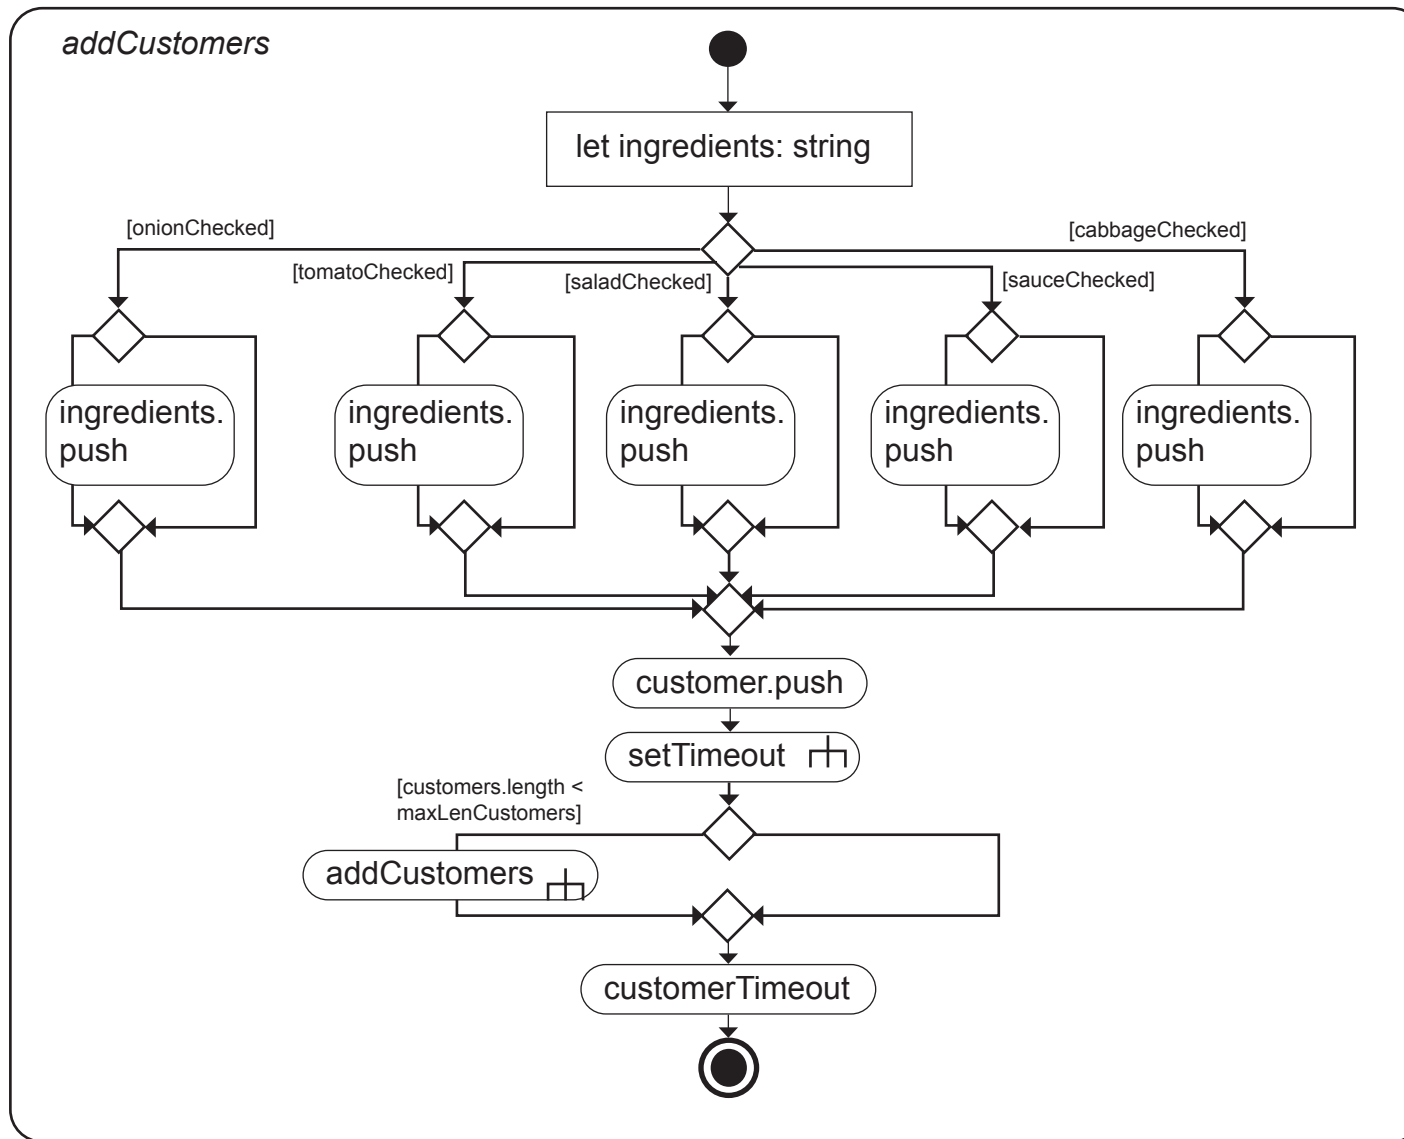 addCustomers
let ingredients: string
[onionChecked]
[cabbageChecked]
[tomatoChecked]
[saladChecked]
[sauceChecked]
ingredients.
push
ingredients.
push
ingredients.
push
ingredients.
push
ingredients.
push
customer.push
setTimeout
[customers.length <
maxLenCustomers]
addCustomers
customerTimeout